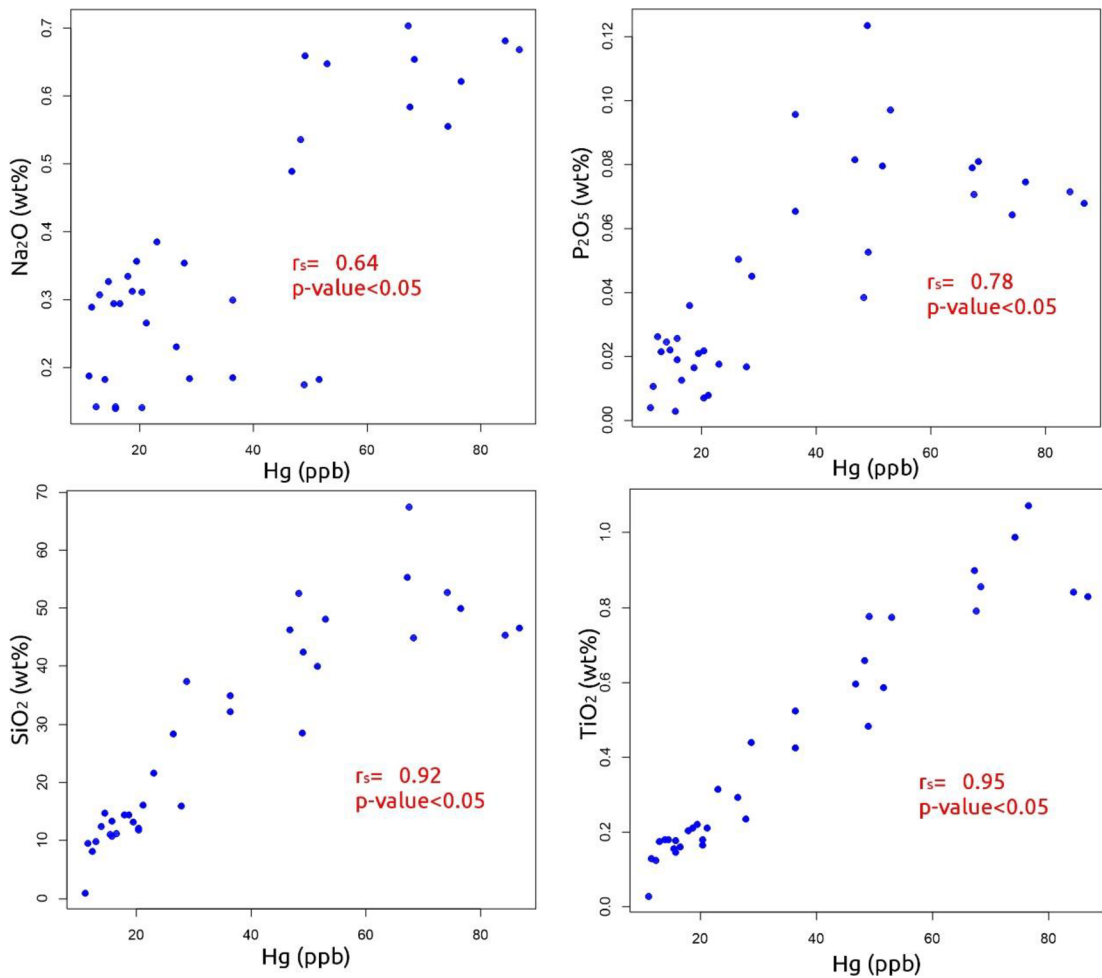 0.7
0.6
0.5
0.4
0.3
0.2
Na₂O (wt%)
rₛ= 0.64
p-value<0.05
20 40 60 80
Hg (ppb)
0.12
0.10
0.08
0.06
0.04
0.02
0.00
P₂O₅ (wt%)
rₛ= 0.78
p-value<0.05
20 40 60 80
Hg (ppb)
70
60
50
40
30
20
10
0
SiO₂ (wt%)
rₛ= 0.92
p-value<0.05
20 40 60 80
Hg (ppb)
1.0
0.8
0.6
0.4
0.2
0.0
TiO₂ (wt%)
rₛ= 0.95
p-value<0.05
20 40 60 80
Hg (ppb)